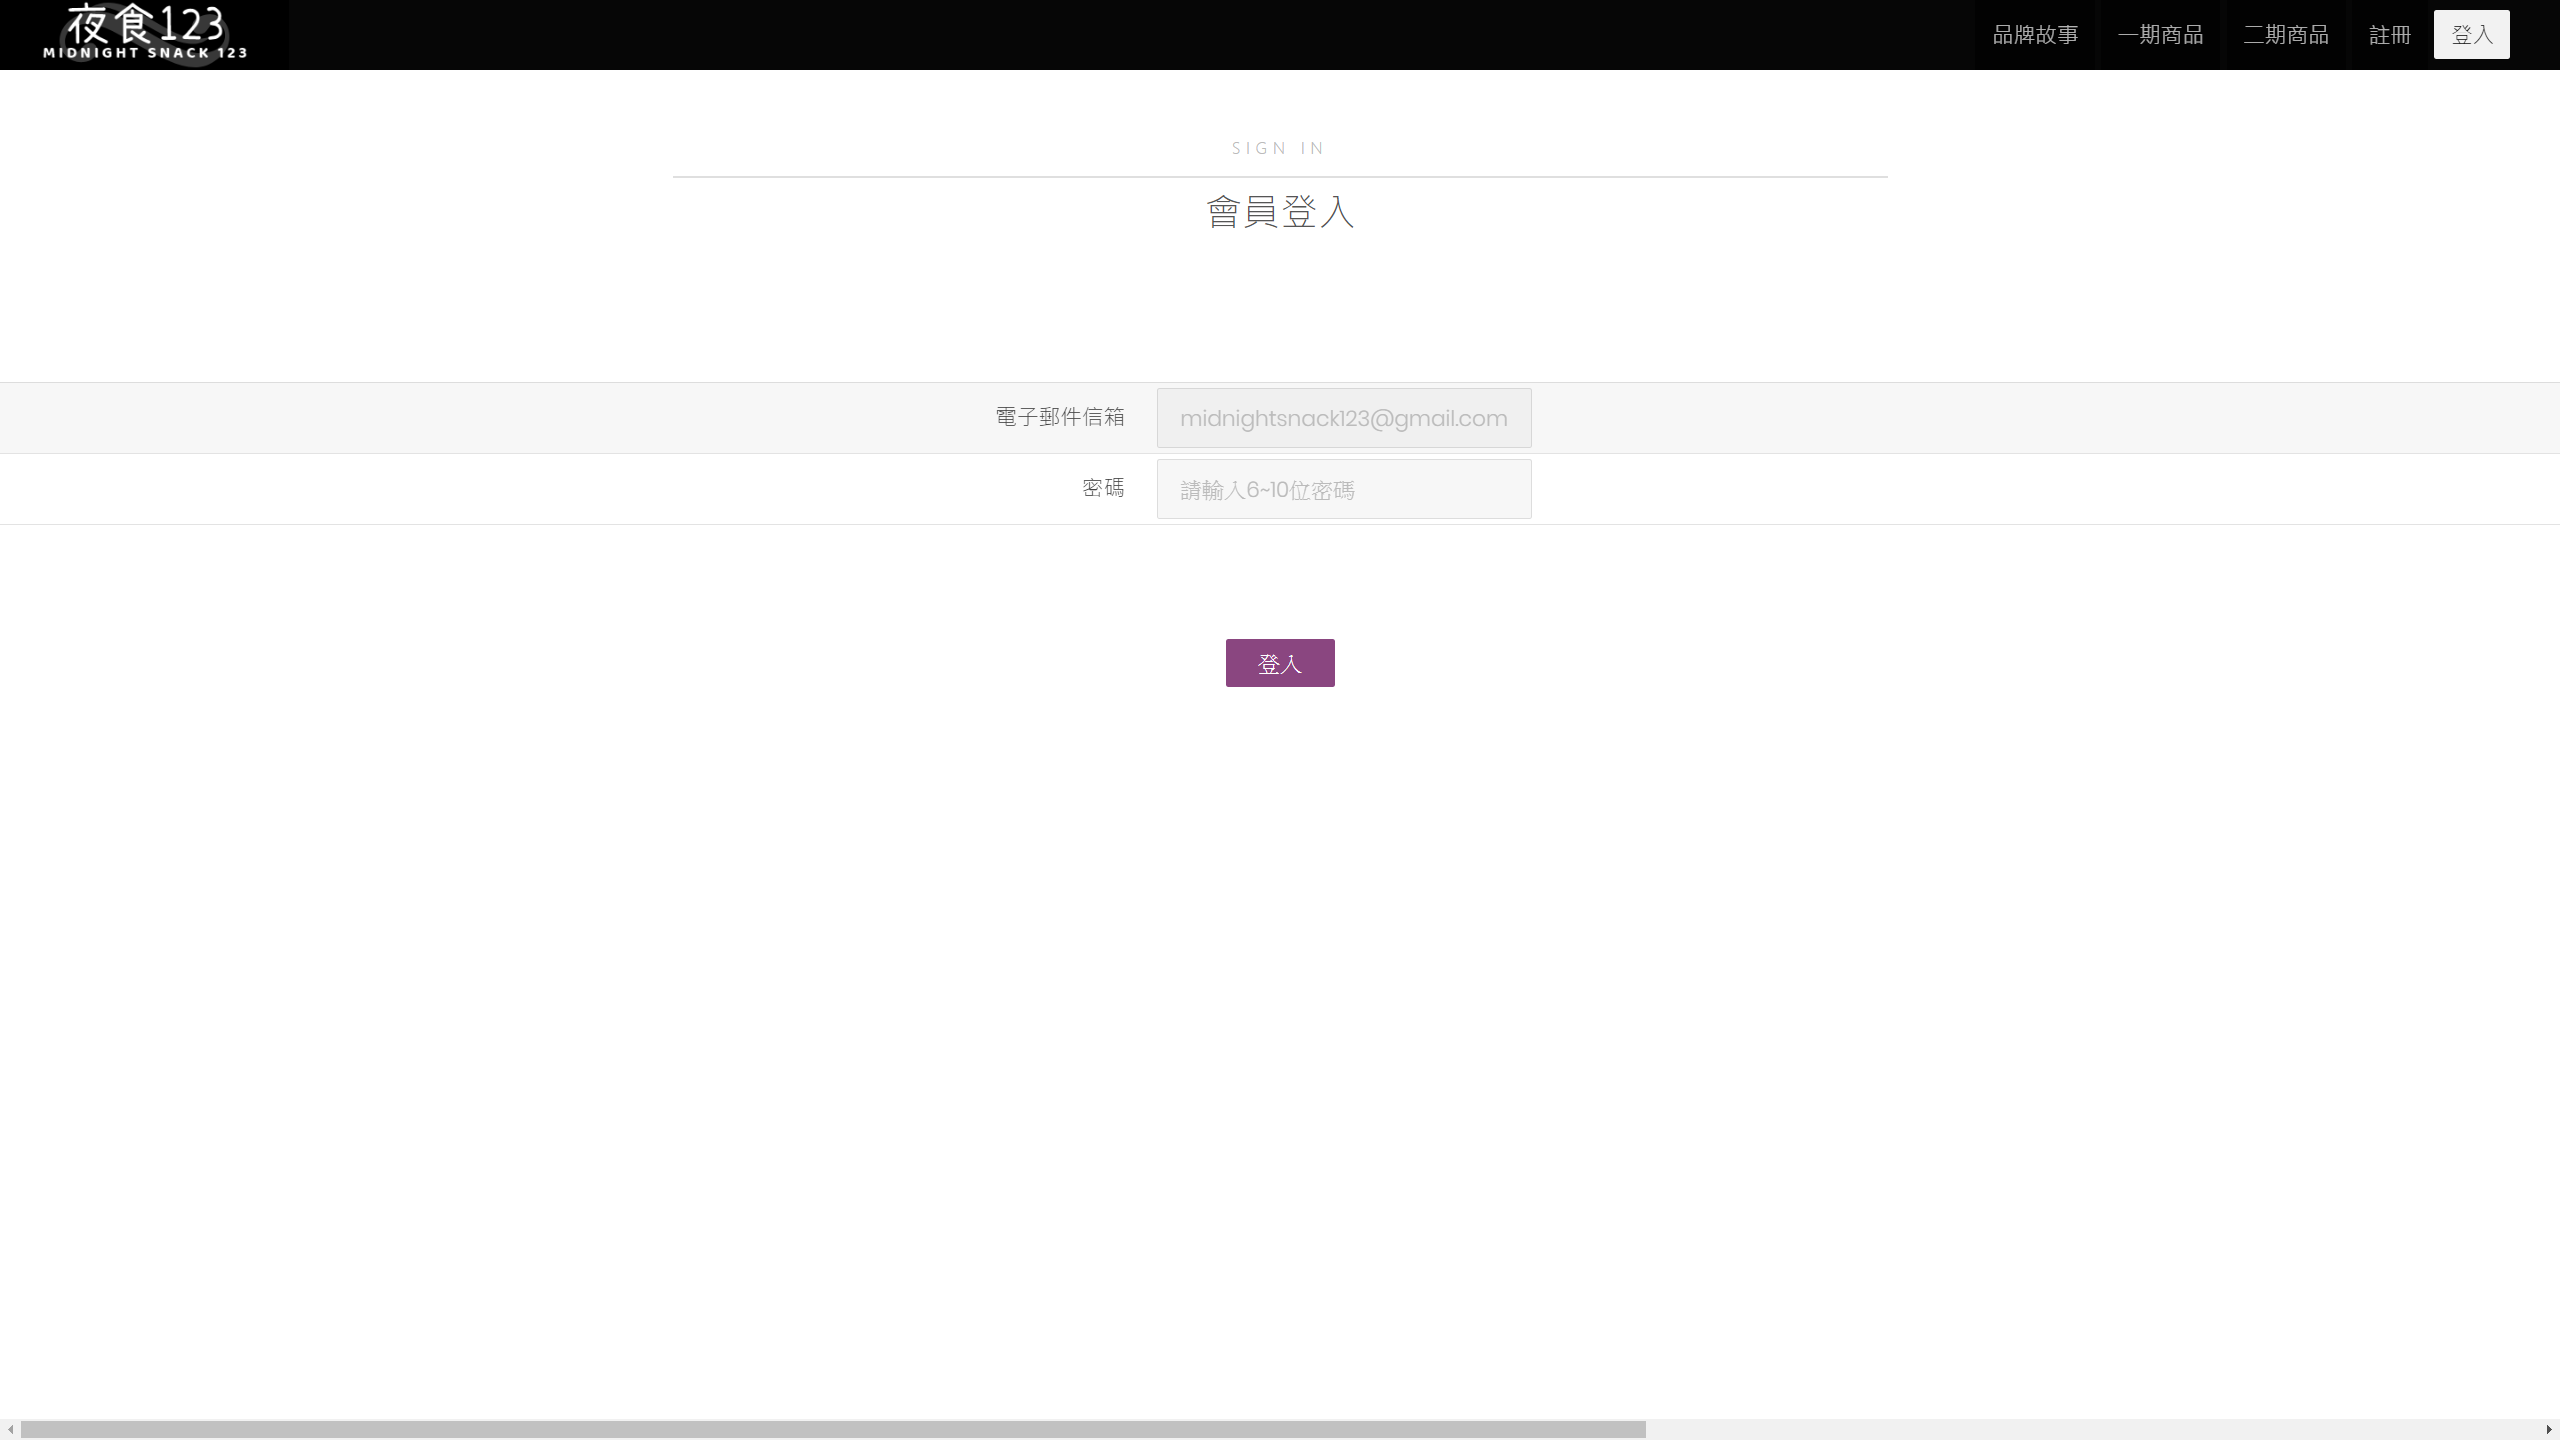 夜食123
MIDNIGHT SNACK 123
品牌故事
一期商品
二期商品
註冊
登入
SIGN IN
會員登入
電子郵件信箱
midnightsnack123@gmail.com
密碼
請輸入6~10位密碼
登入